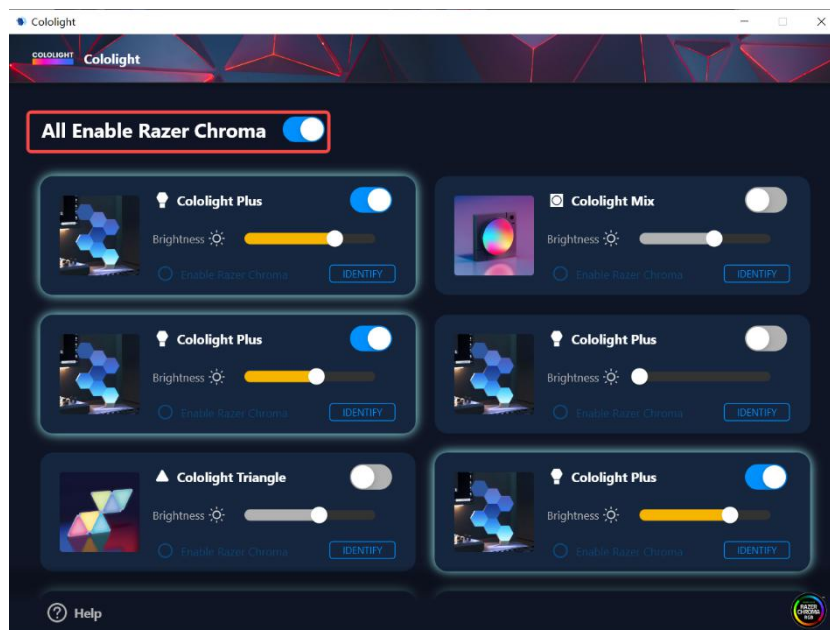 Cololight
COLOLIGHT Cololight
All Enable Razer Chroma
Cololight Plus
Brightness
Enable Razer Chroma IDENTIFY
Cololight Mix
Brightness
Enable Razer Chroma IDENTIFY
Cololight Plus
Brightness
Enable Razer Chroma IDENTIFY
Cololight Plus
Brightness
Enable Razer Chroma IDENTIFY
Cololight Triangle
Brightness
Enable Razer Chroma IDENTIFY
Cololight Plus
Brightness
Enable Razer Chroma IDENTIFY
? Help
RAZER
CHROMA
RGB